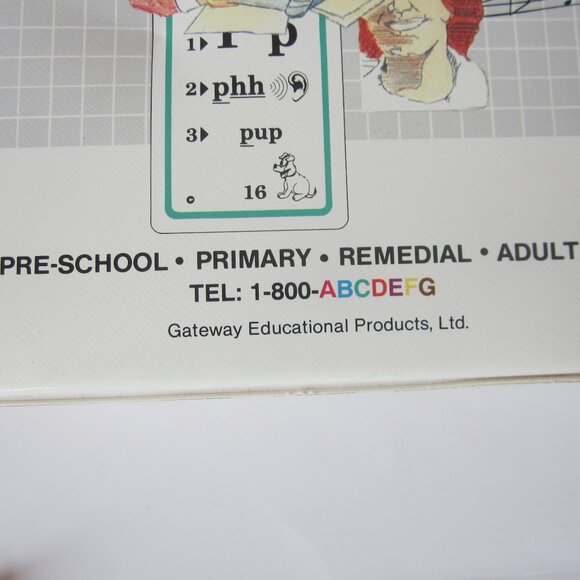 1 P p
2 phh
3 pup
16
PRE-SCHOOL • PRIMARY • REMEDIAL • ADULT
TEL: 1-800-ABCDEFG
Gateway Educational Products, Ltd.